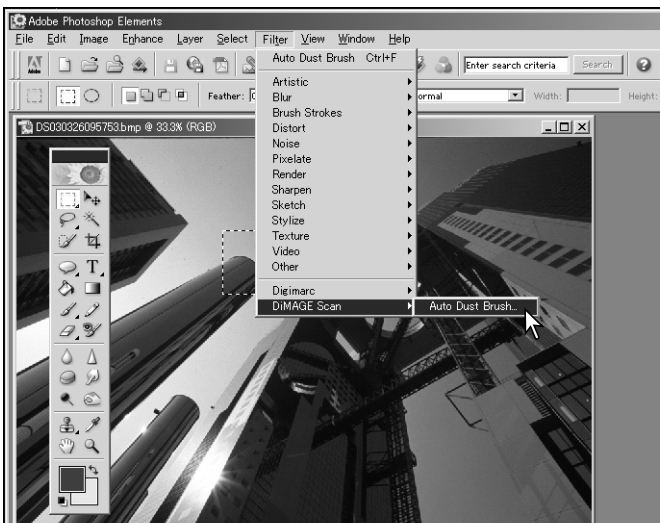 Adobe Photoshop Elements
File Edit Image Enhance Layer Select Filter View Window Help
Adobe
Enter search criteria Search
Feather:
Width: Height:
DS030326095753.bmp @ 33.3% (RGB)
Auto Dust Brush Ctrl+F
Artistic
Blur
Brush Strokes
Distort
Noise
Pixelate
Render
Sharpen
Sketch
Stylize
Texture
Video
Other
Digimarc
DiMAGE Scan Auto Dust Brush...